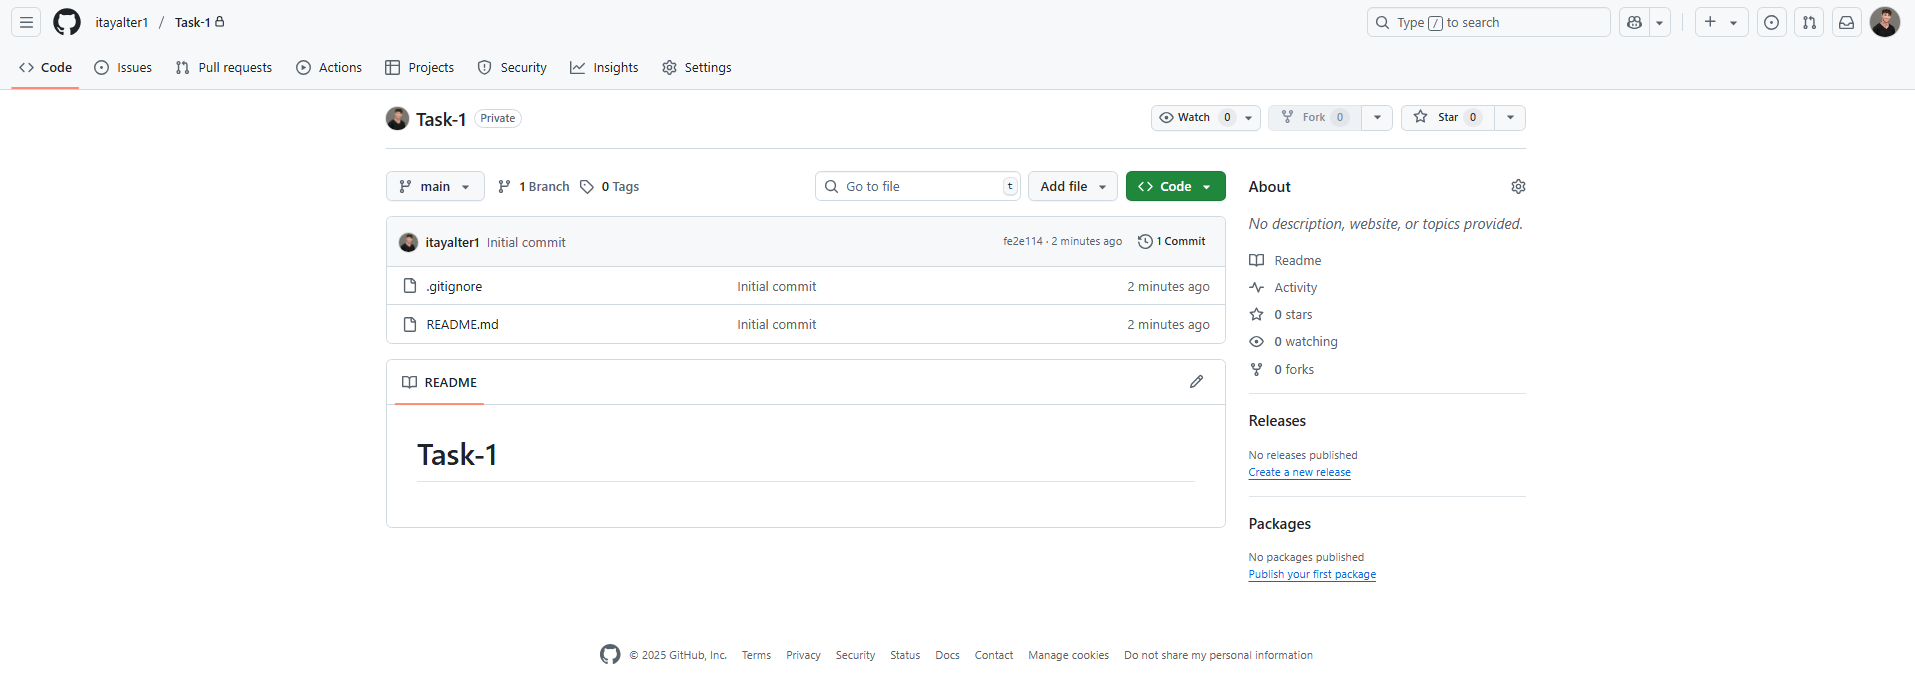 itayalter1 / Task-1
Type / to search
Code Issues Pull requests Actions Projects Security Insights Settings
Task-1 Private
Watch 0 Fork 0 Star 0
main 1 Branch 0 Tags
Go to file t Add file Code
itayalter1 Initial commit fe2e114 · 2 minutes ago 1 Commit
.gitignore Initial commit 2 minutes ago
README.md Initial commit 2 minutes ago
README
Task-1
About
No description, website, or topics provided.
Readme
Activity
0 stars
0 watching
0 forks
Releases
No releases published
Create a new release
Packages
No packages published
Publish your first package
© 2025 GitHub, Inc. Terms Privacy Security Status Docs Contact Manage cookies Do not share my personal information